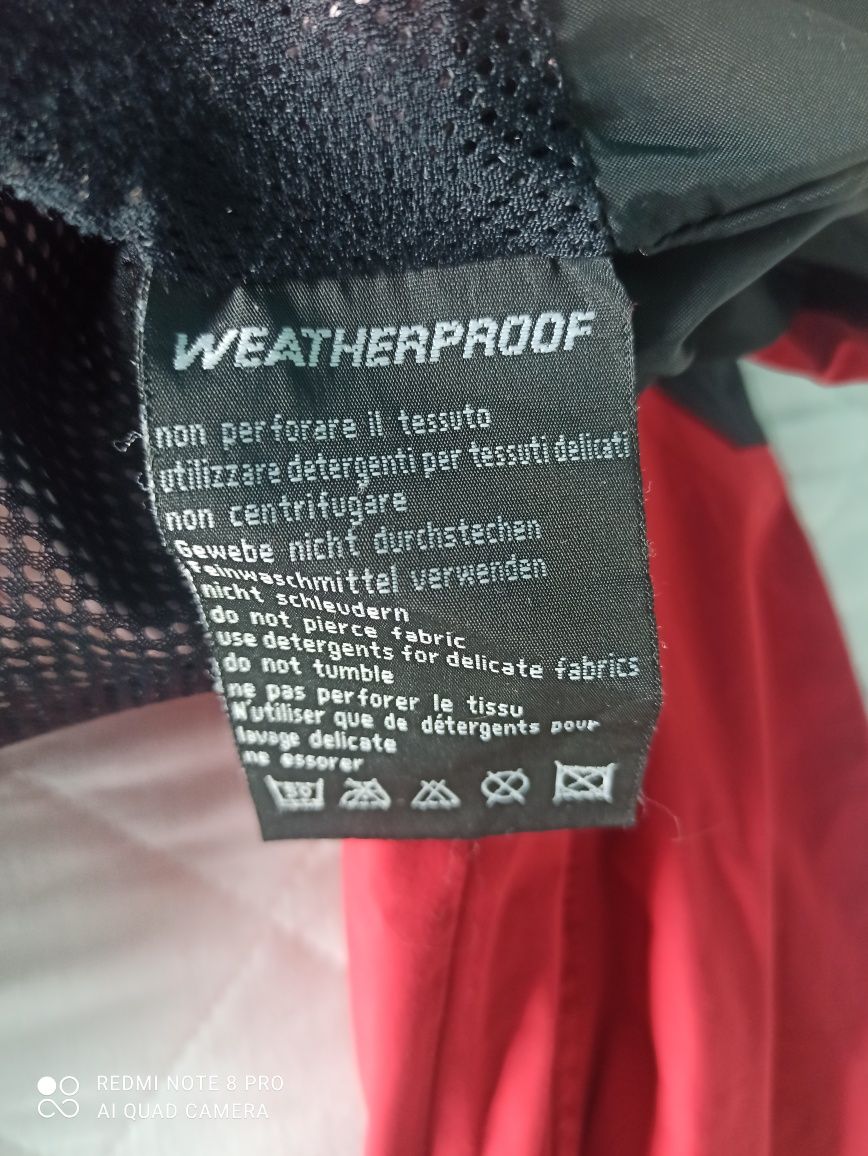 WEATHERPROOF
non perforare il tessuto
utilizzare detergenti per tessuti delicati
non centrifugare
Gewebe nicht durchstechen
Feinwaschmittel verwenden
nicht schleudern
do not pierce fabric
use detergents for delicate fabrics
do not tumble
ne pas perforer le tissu
N'utiliser que de détergents pour
lavage delicate
ne essorer
30
REDMI NOTE 8 PRO
AI QUAD CAMERA